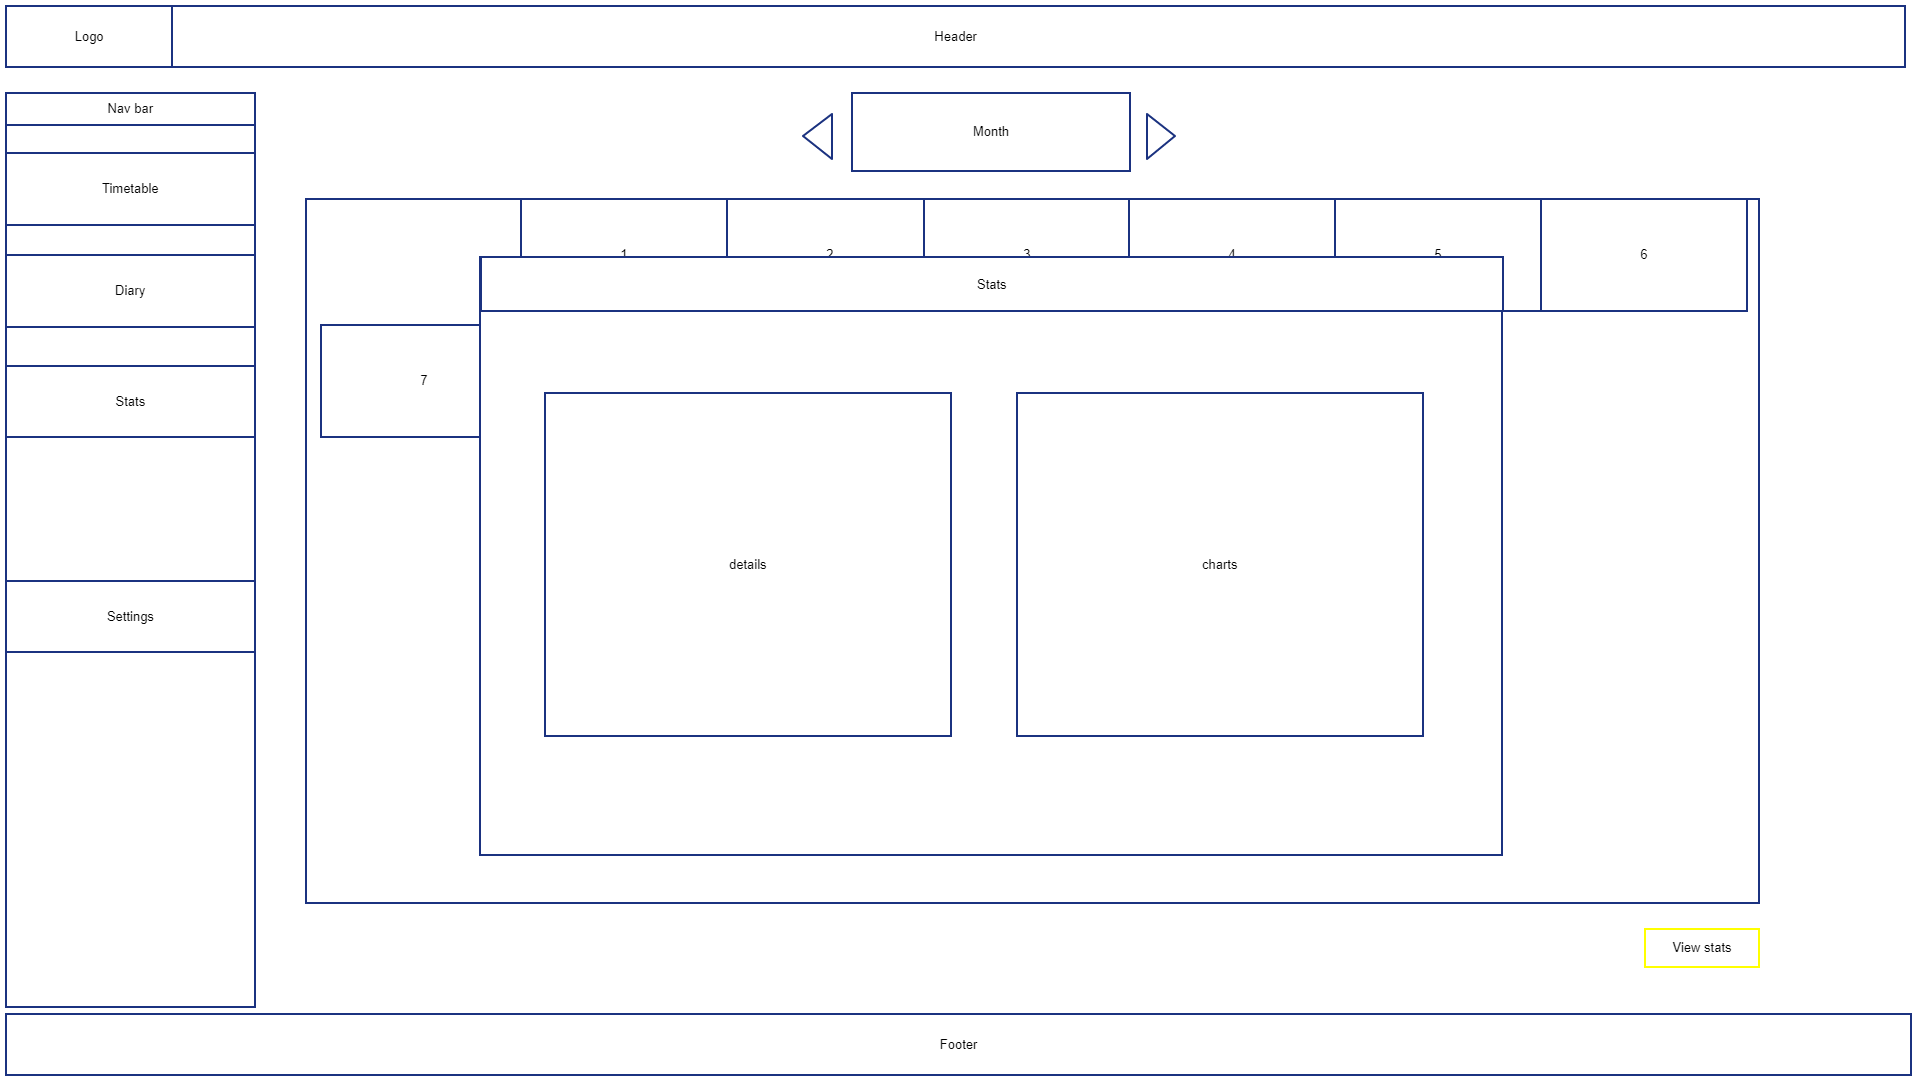 Logo
Header
Nav bar
Month
Timetable
1
2
3
4
5
6
Stats
Diary
7
Stats
details
charts
Settings
View stats
Footer